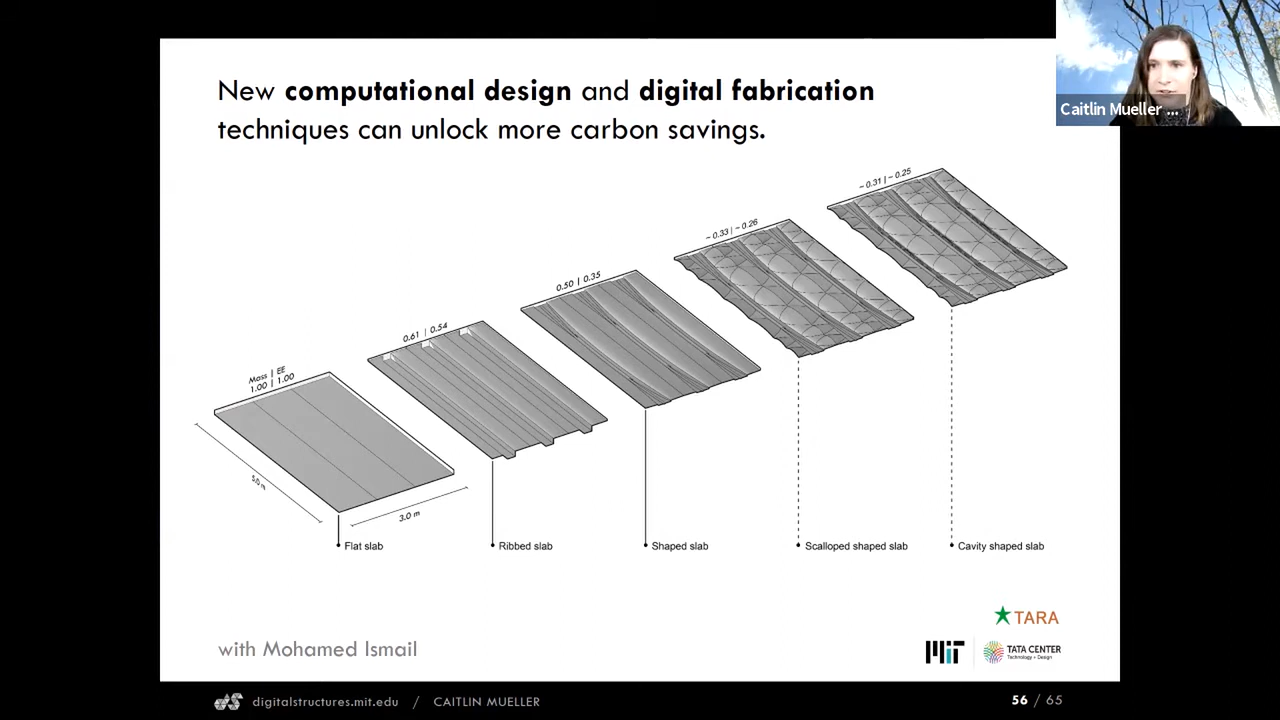 New computational design and digital fabrication
techniques can unlock more carbon savings.
Caitlin Mueller ...
Mass | EE
1.00 | 1.00
0.61 | 0.54
0.50 | 0.35
~ 0.33 | ~ 0.26
~ 0.31 | ~ 0.25
5.0 m
3.0 m
Flat slab
Ribbed slab
Shaped slab
Scalloped shaped slab
Cavity shaped slab
with Mohamed Ismail
TARA
MIT
TATA CENTER
Technology + Design
digitalstructures.mit.edu / CAITLIN MUELLER
56 / 65